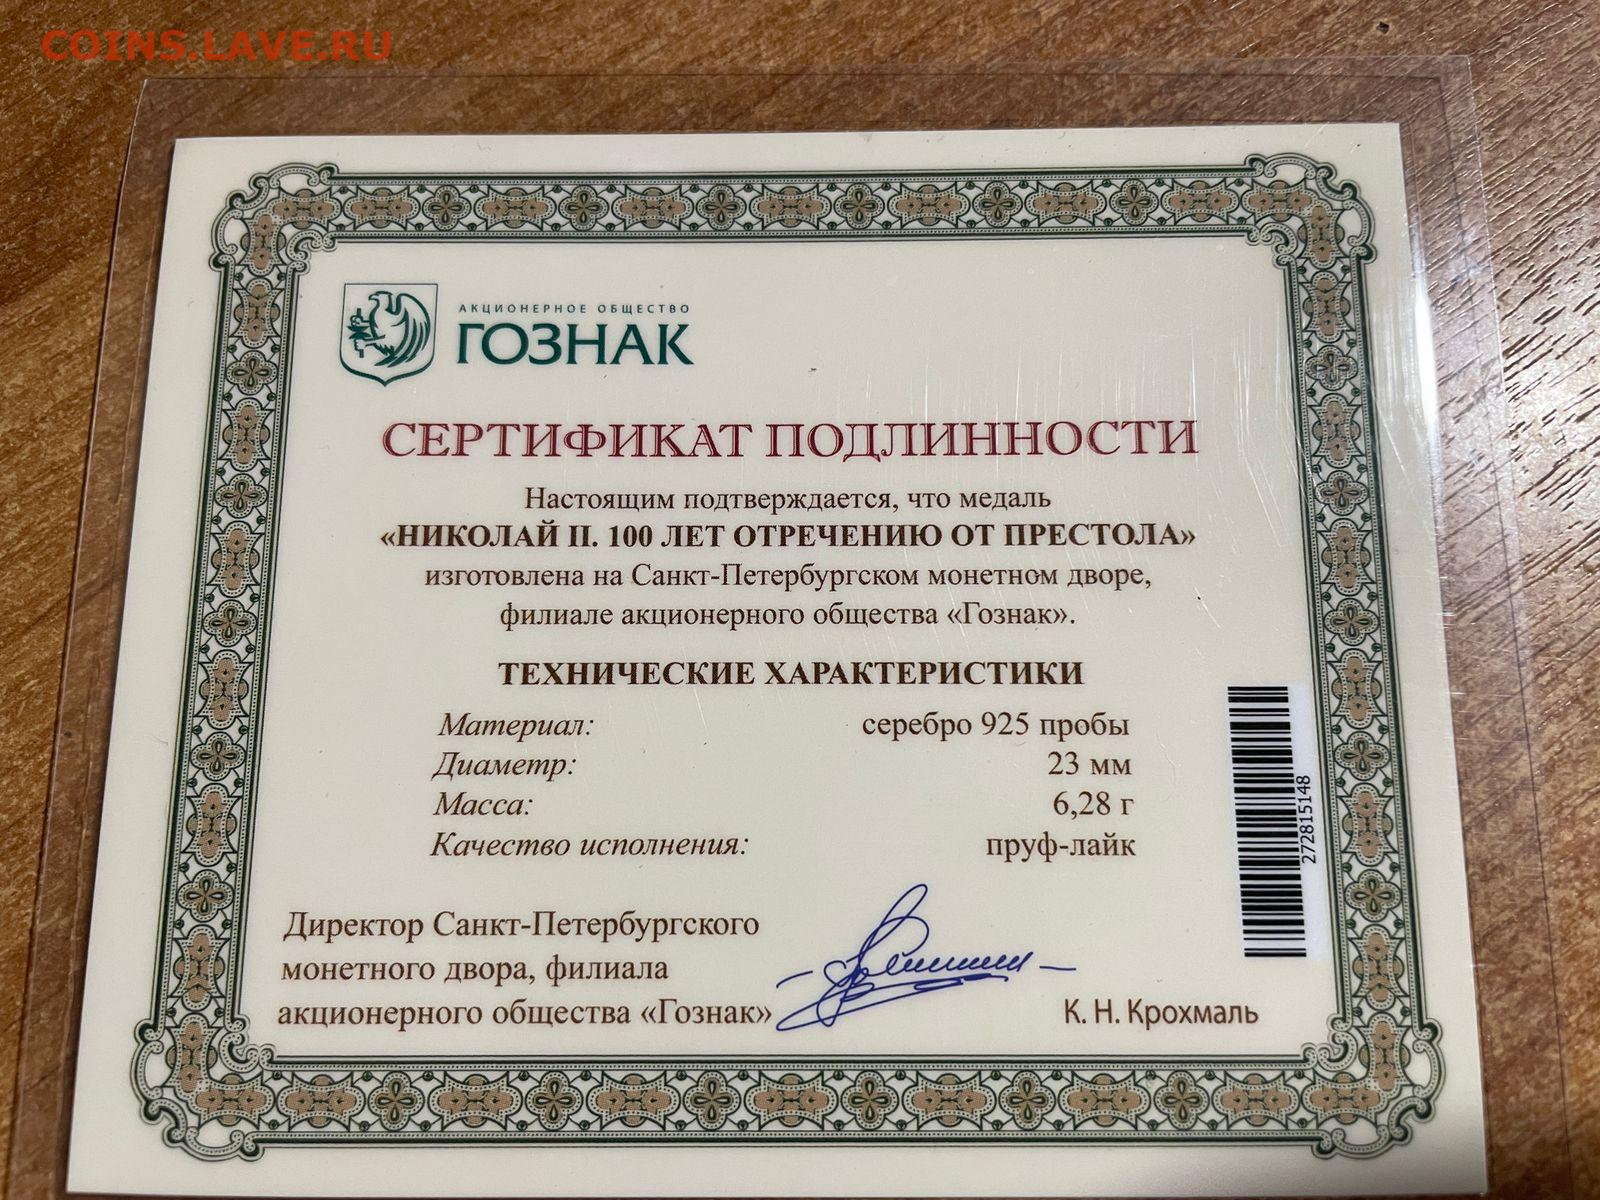 COINS.LAVE.RU
АКЦИОНЕРНОЕ ОБЩЕСТВО
ГОЗНАК
СЕРТИФИКАТ ПОДЛИННОСТИ
Настоящим подтверждается, что медаль
«НИКОЛАЙ II. 100 ЛЕТ ОТРЕЧЕНИЮ ОТ ПРЕСТОЛА»
изготовлена на Санкт-Петербургском монетном дворе,
филиале акционерного общества «Гознак».
ТЕХНИЧЕСКИЕ ХАРАКТЕРИСТИКИ
Материал: серебро 925 пробы
Диаметр: 23 мм
Масса: 6,28 г
Качество исполнения: пруф-лайк
272815148
Директор Санкт-Петербургского
монетного двора, филиала
акционерного общества «Гознак» К. Н. Крохмаль